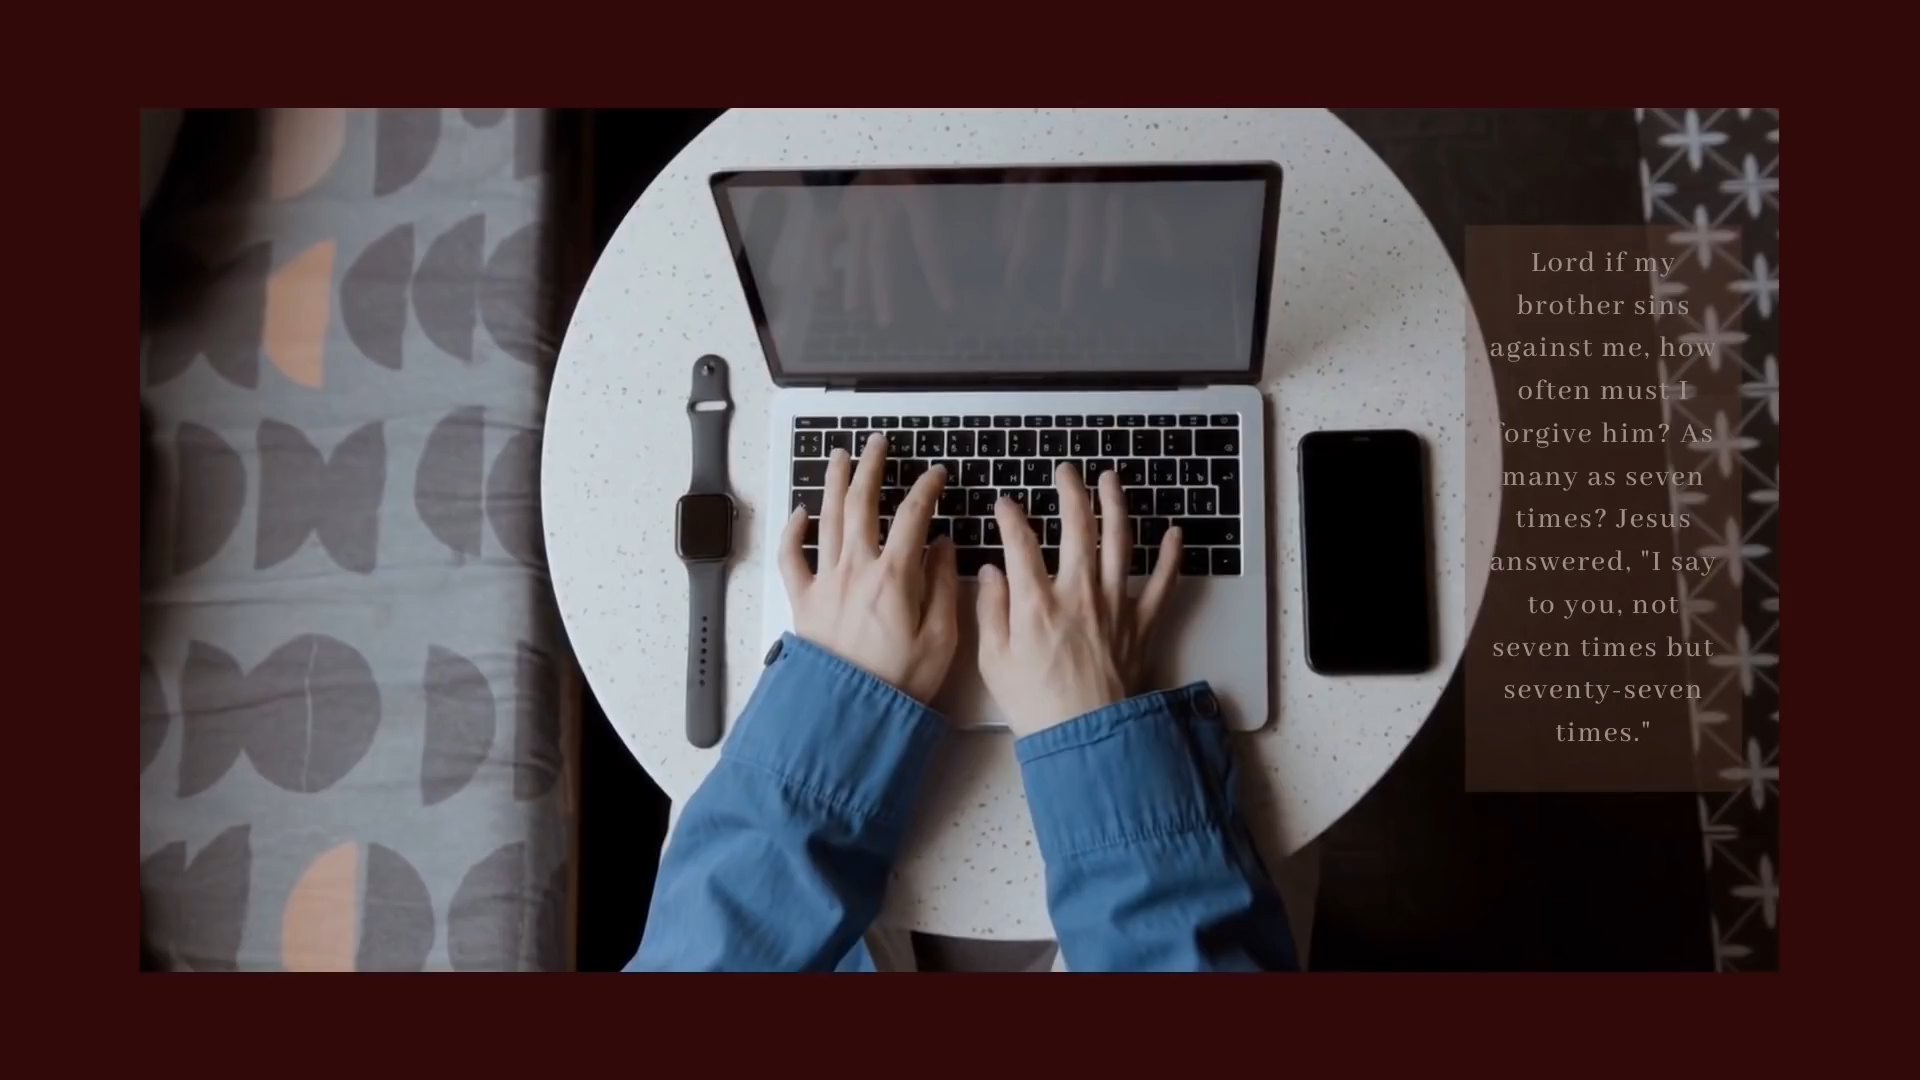 Lord if my
brother sins
against me, how
often must I
forgive him? As
many as seven
times? Jesus
answered, "I say
to you, not
seven times but
seventy-seven
times."